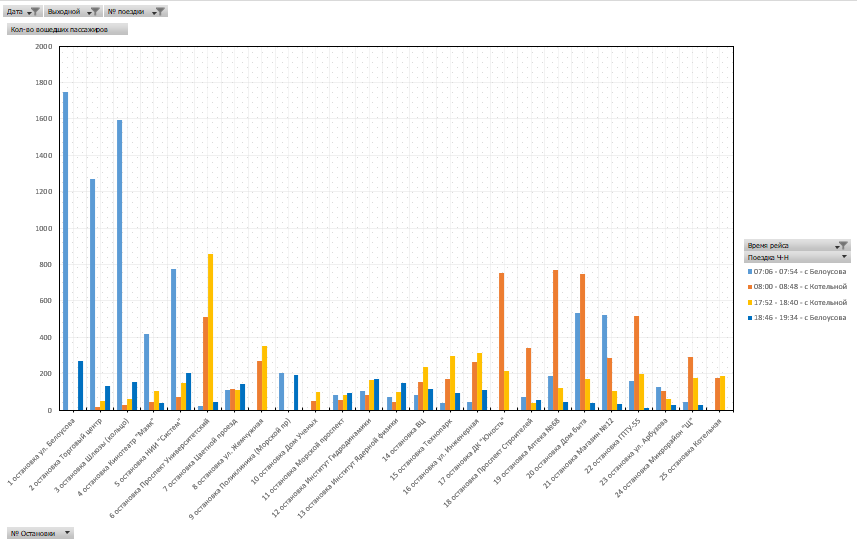 Дата Выходной № поездки
Кол-во вошедших пассажиров
2000
1800
1600
1400
1200
1000
800
600
400
200
0
1 остановка ул. Белоусова
2 остановка Торговый центр
3 остановка Шлюзы (кольцо)
4 остановка Кинотеатр "Маяк"
5 остановка НИИ "Систем"
6 остановка Проспект Университетский
7 остановка Цветной проезд
8 остановка ул. Жемчужная
9 остановка Поликлиника (Морской пр)
10 остановка Дом Ученых
11 остановка Морской проспект
12 остановка Институт Гидродинамики
13 остановка Институт Ядерной физики
14 остановка ВЦ
15 остановка Технопарк
16 остановка ул. Инженерная
17 остановка ДК "Юность"
18 остановка Проспект Строителей
19 остановка Аптека №68
20 остановка Дом быта
21 остановка Магазин №12
22 остановка ГПТУ-55
23 остановка ул. Арбузова
24 остановка Микрорайон "Щ"
25 остановка Котельная
Время рейса
Поездка Ч-Н
07:06 - 07:54 - с Белоусова
08:00 - 08:48 - с Котельной
17:52 - 18:40 - с Котельной
18:46 - 19:34 - с Белоусова
№ Остановки